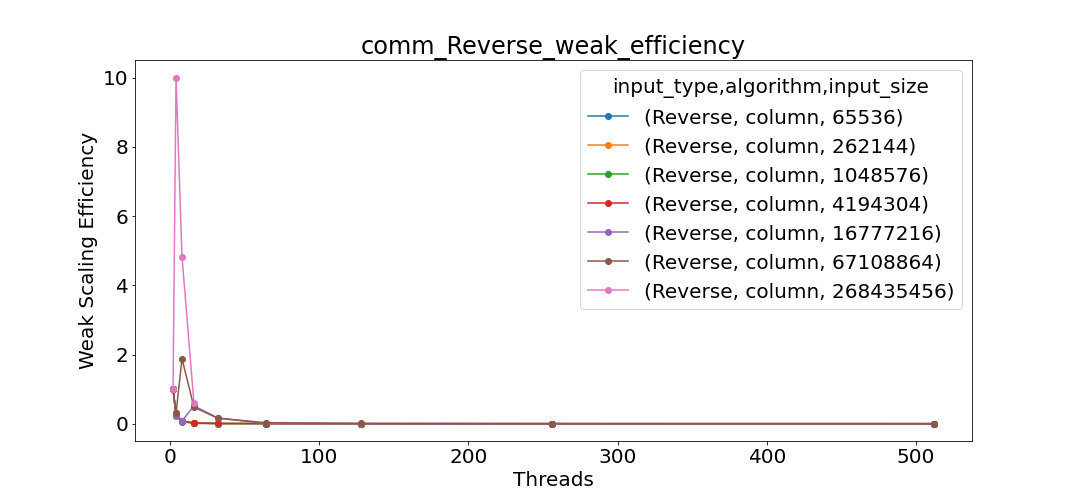 comm_Reverse_weak_efficiency
input_type,algorithm,input_size
(Reverse, column, 65536)
(Reverse, column, 262144)
(Reverse, column, 1048576)
(Reverse, column, 4194304)
(Reverse, column, 16777216)
(Reverse, column, 67108864)
(Reverse, column, 268435456)
Weak Scaling Efficiency
10
8
6
4
2
0
0 100 200 300 400 500
Threads